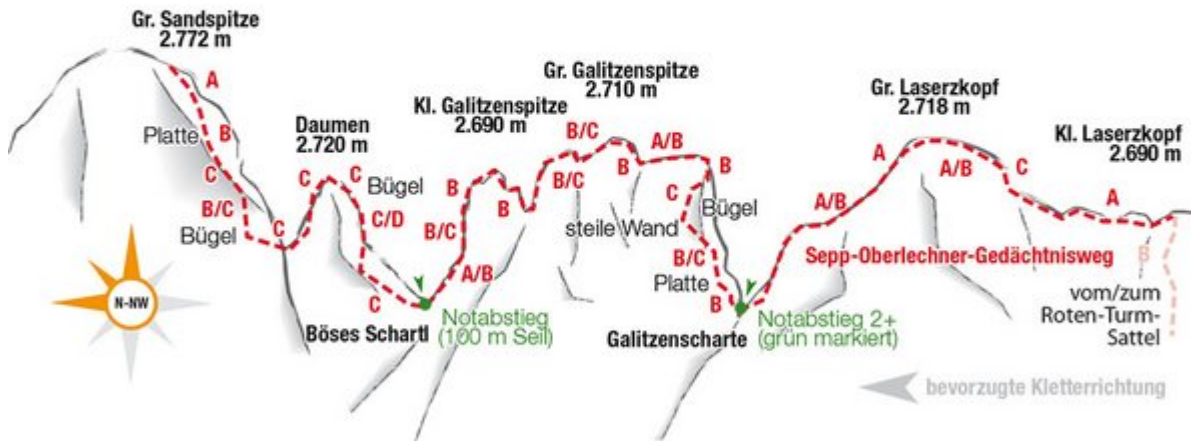 Gr. Sandspitze
2.772 m
A
B
Platte
C
B/C
Bügel
C
Daumen
2.720 m
C
C
Bügel
C/D
C
Böses Schartl
Notabstieg
(100 m Seil)
A/B
B/C
B
Kl. Galitzenspitze
2.690 m
B
B/C
B/C
Gr. Galitzenspitze
2.710 m
B
A/B
B
C
Bügel
steile Wand
B/C
Platte
B
Galitzenscharte
Notabstieg 2+
(grün markiert)
A/B
A
Gr. Laserzkopf
2.718 m
A/B
C
Kl. Laserzkopf
2.690 m
A
B
Sepp-Oberlechner-Gedächtnisweg
vom/zum
Roten-Turm-
Sattel
bevorzugte Kletterrichtung
N-NW